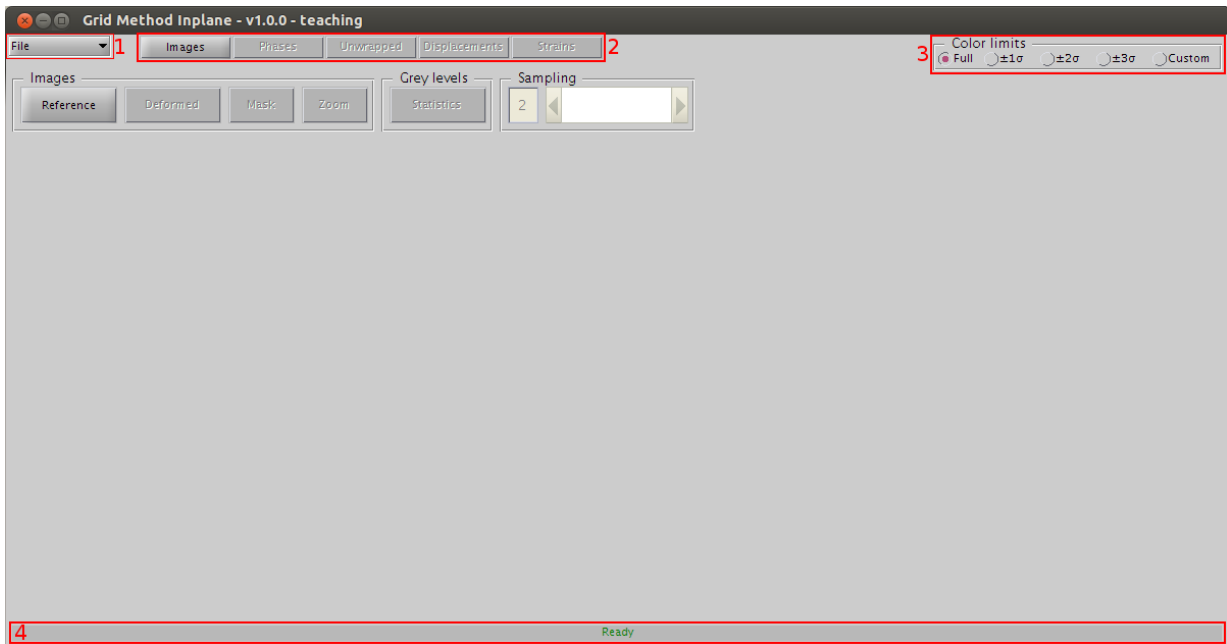 Grid Method Inplane - v1.0.0 - teaching
File 1 Images Phases Unwrapped Displacements Strains 2 3 Color limits
Full ±1σ ±2σ ±3σ Custom
Images Grey levels Sampling
Reference Deformed Mask Zoom Statistics 2
4 Ready